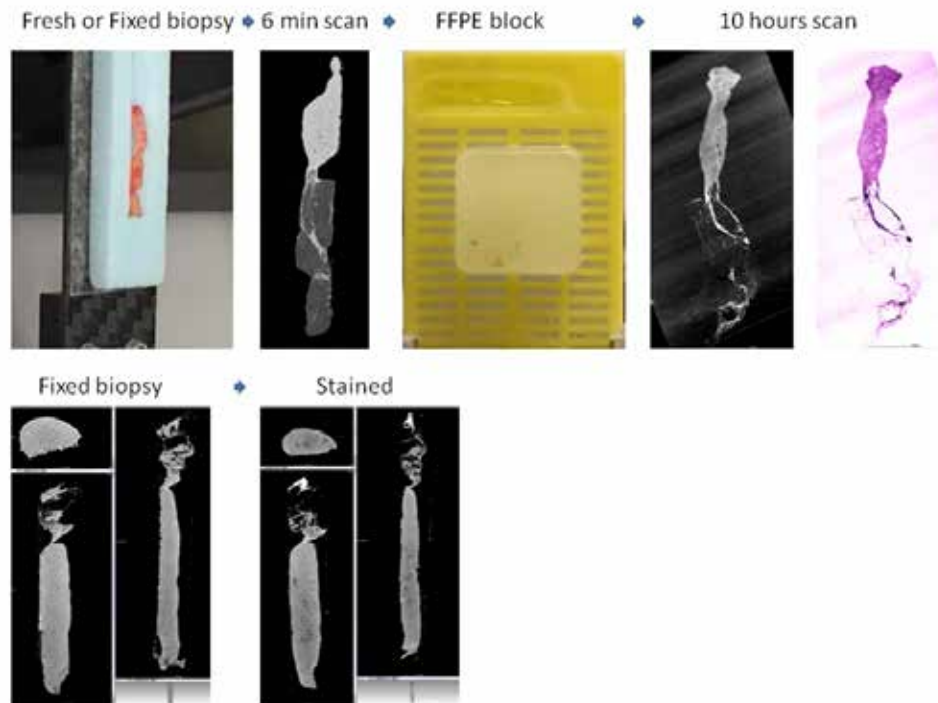 Fresh or Fixed biopsy 6 min scan FFPE block 10 hours scan
Fixed biopsy Stained